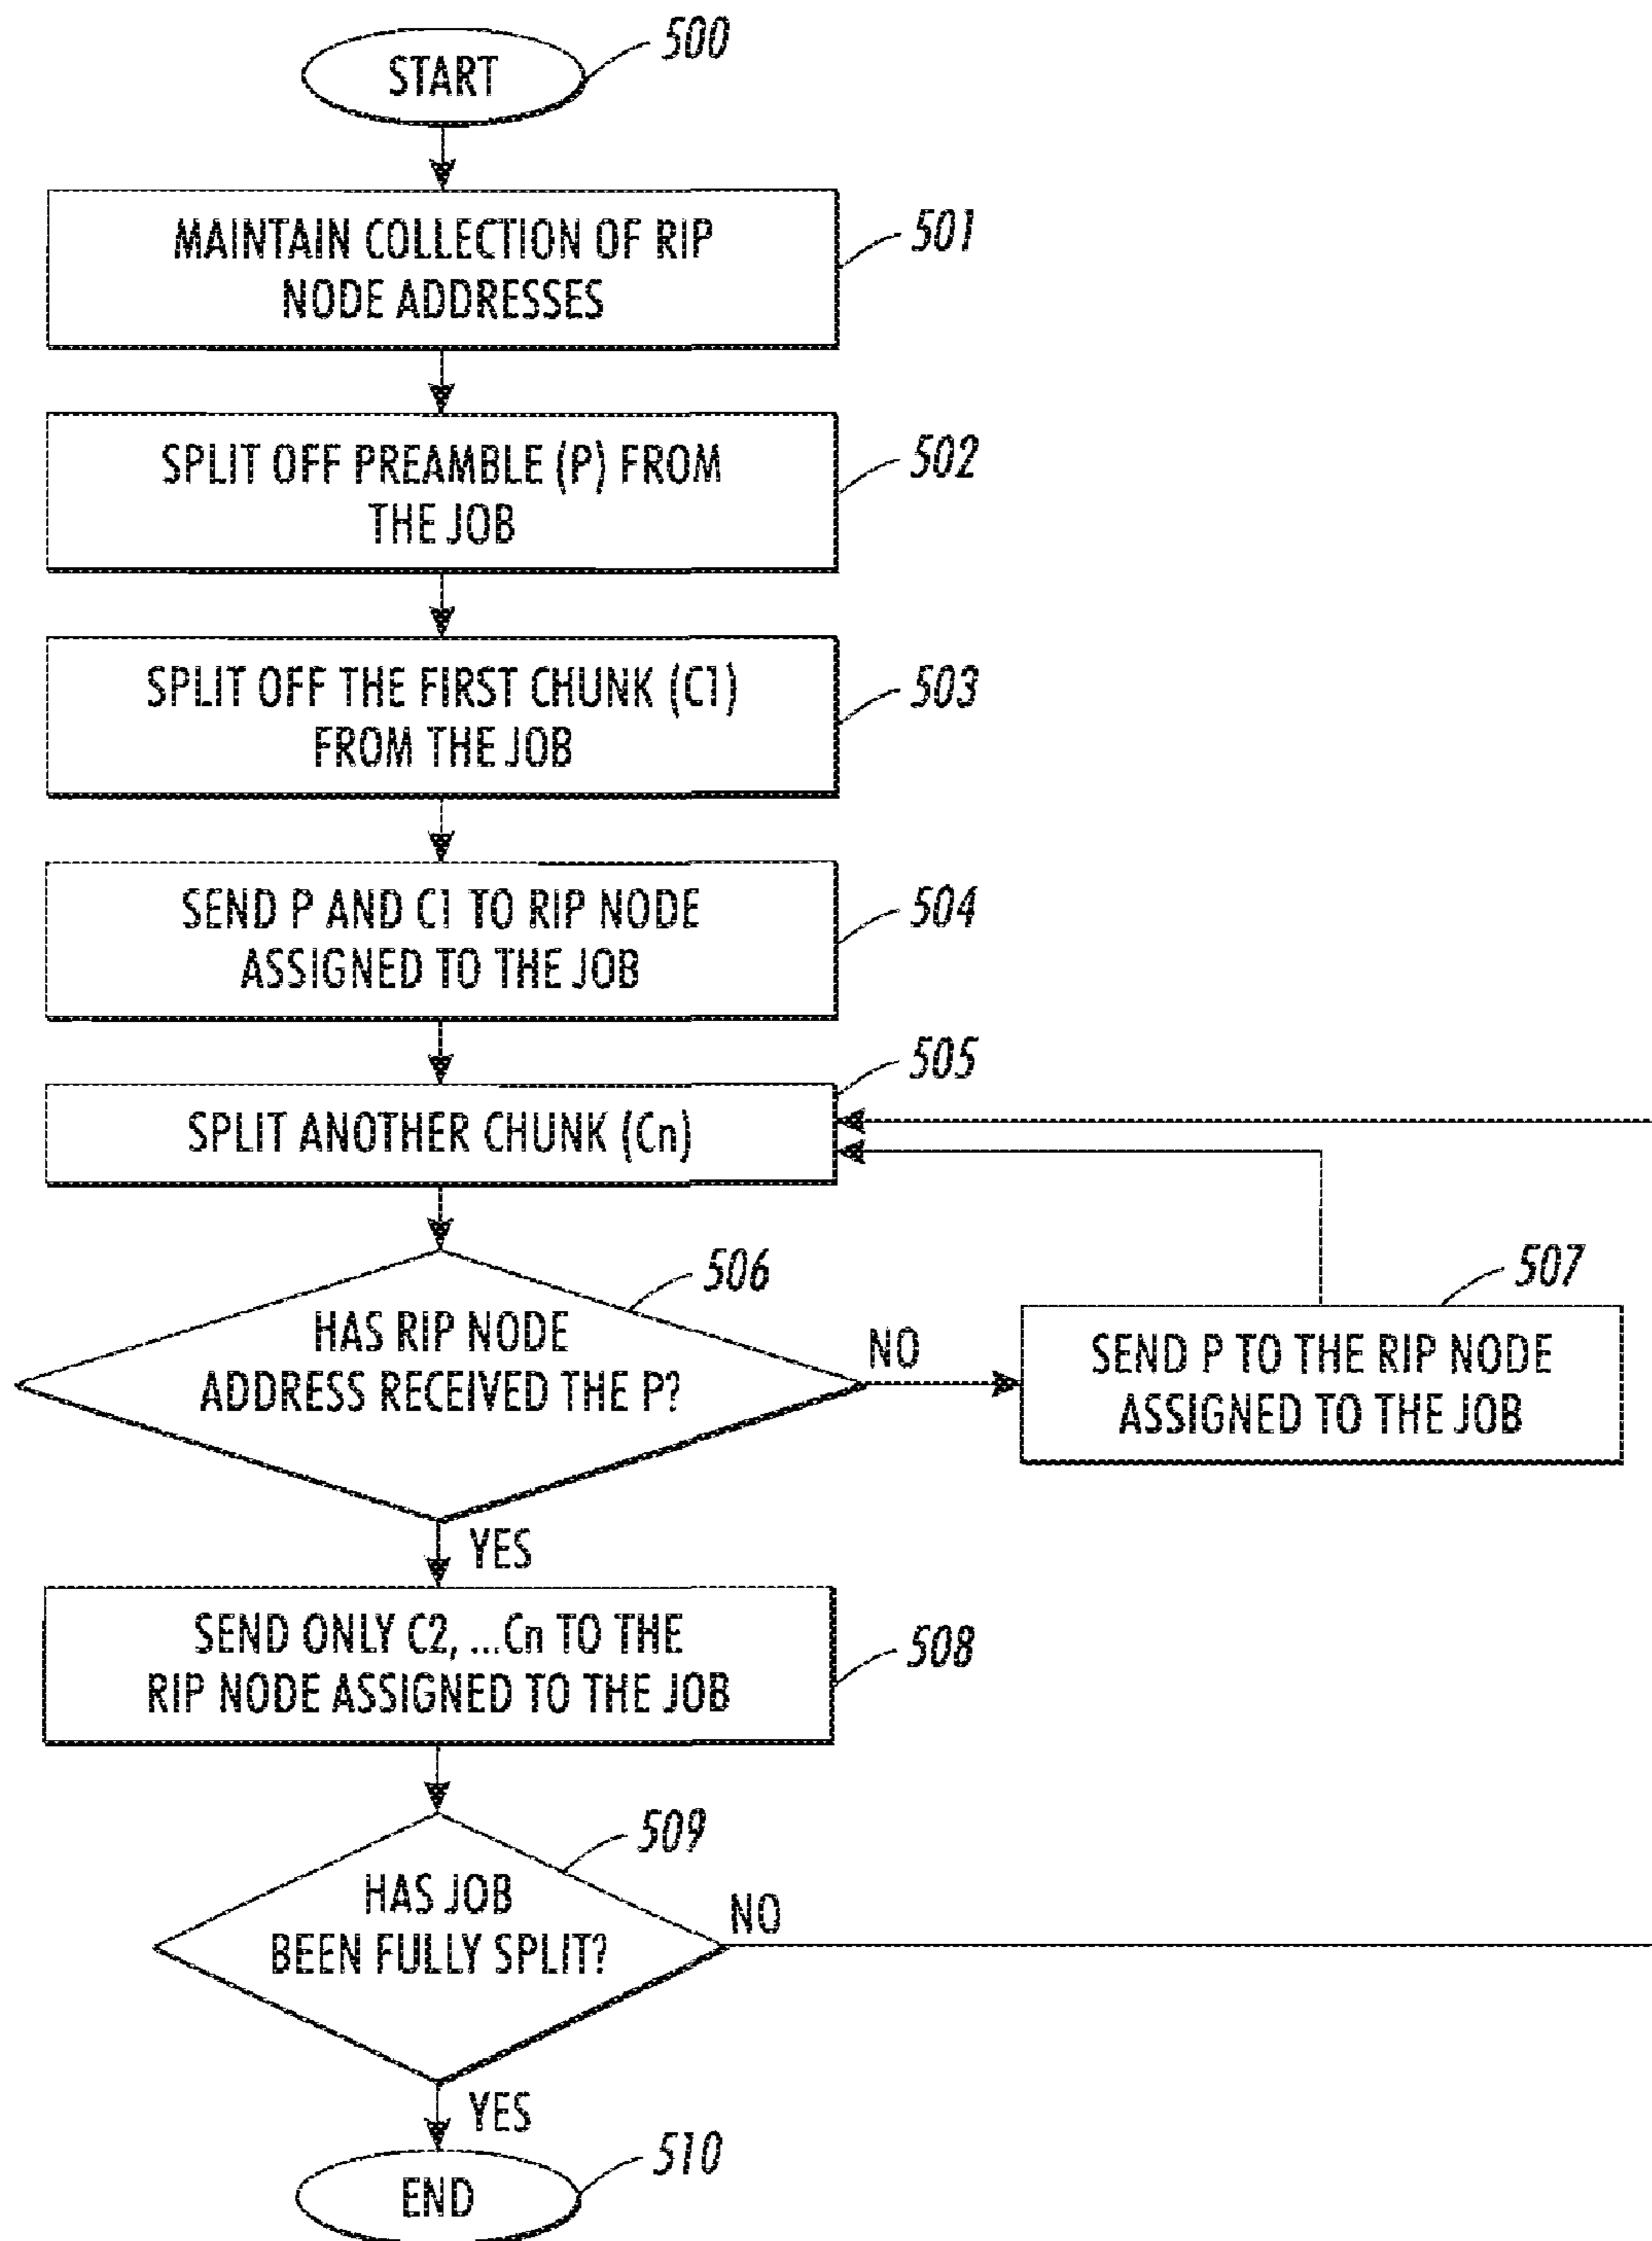 START
500
MAINTAIN COLLECTION OF RIP
NODE ADDRESSES
501
SPLIT OFF PREAMBLE (P) FROM
THE JOB
502
SPLIT OFF THE FIRST CHUNK (C1)
FROM THE JOB
503
SEND P AND C1 TO RIP NODE
ASSIGNED TO THE JOB
504
SPLIT ANOTHER CHUNK (Cn)
505
HAS RIP NODE
ADDRESS RECEIVED THE P?
506
NO
SEND P TO THE RIP NODE
ASSIGNED TO THE JOB
507
YES
SEND ONLY C2, ...Cn TO THE
RIP NODE ASSIGNED TO THE JOB
508
HAS JOB
BEEN FULLY SPLIT?
509
NO
YES
END
510